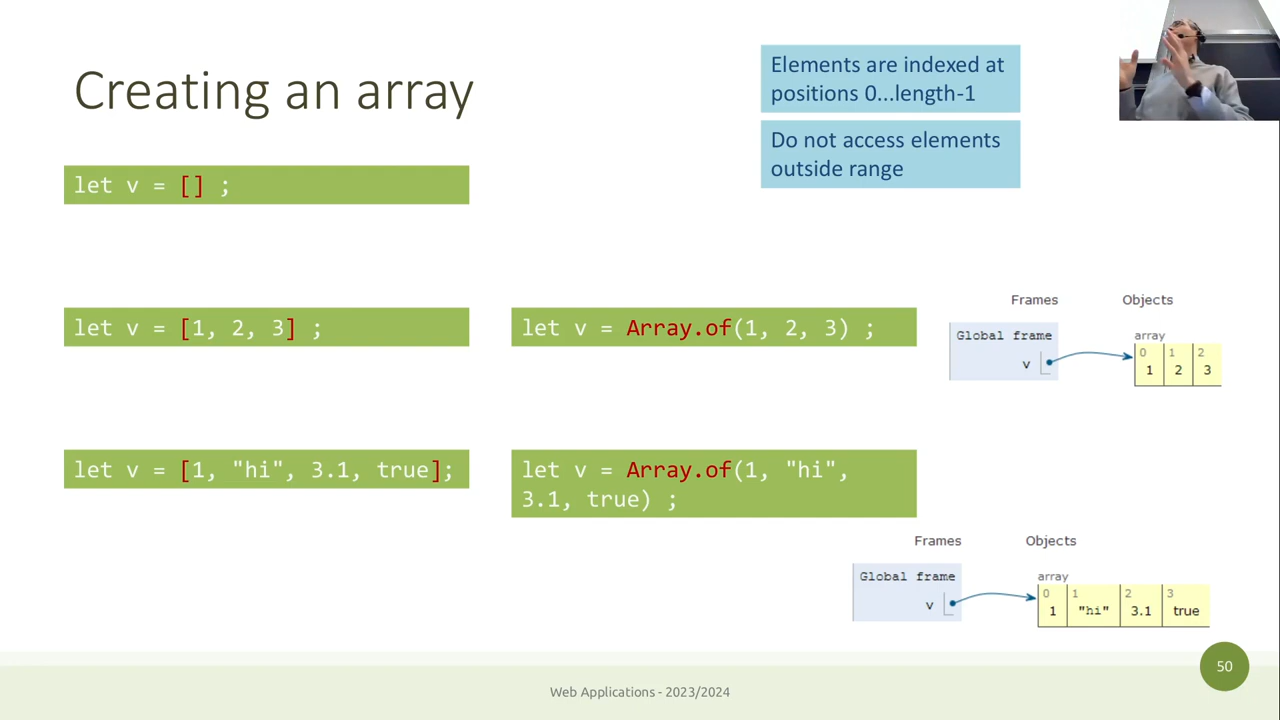 Creating an array
Elements are indexed at
positions 0...length-1
Do not access elements
outside range
let v = [] ;
let v = [1, 2, 3] ;
let v = Array.of(1, 2, 3) ;
Frames
Objects
Global frame
v
array
0 1 2
1 2 3
let v = [1, "hi", 3.1, true];
let v = Array.of(1, "hi",
3.1, true) ;
Frames
Objects
Global frame
v
array
0 1 2 3
1 "hi" 3.1 true
Web Applications - 2023/2024
50